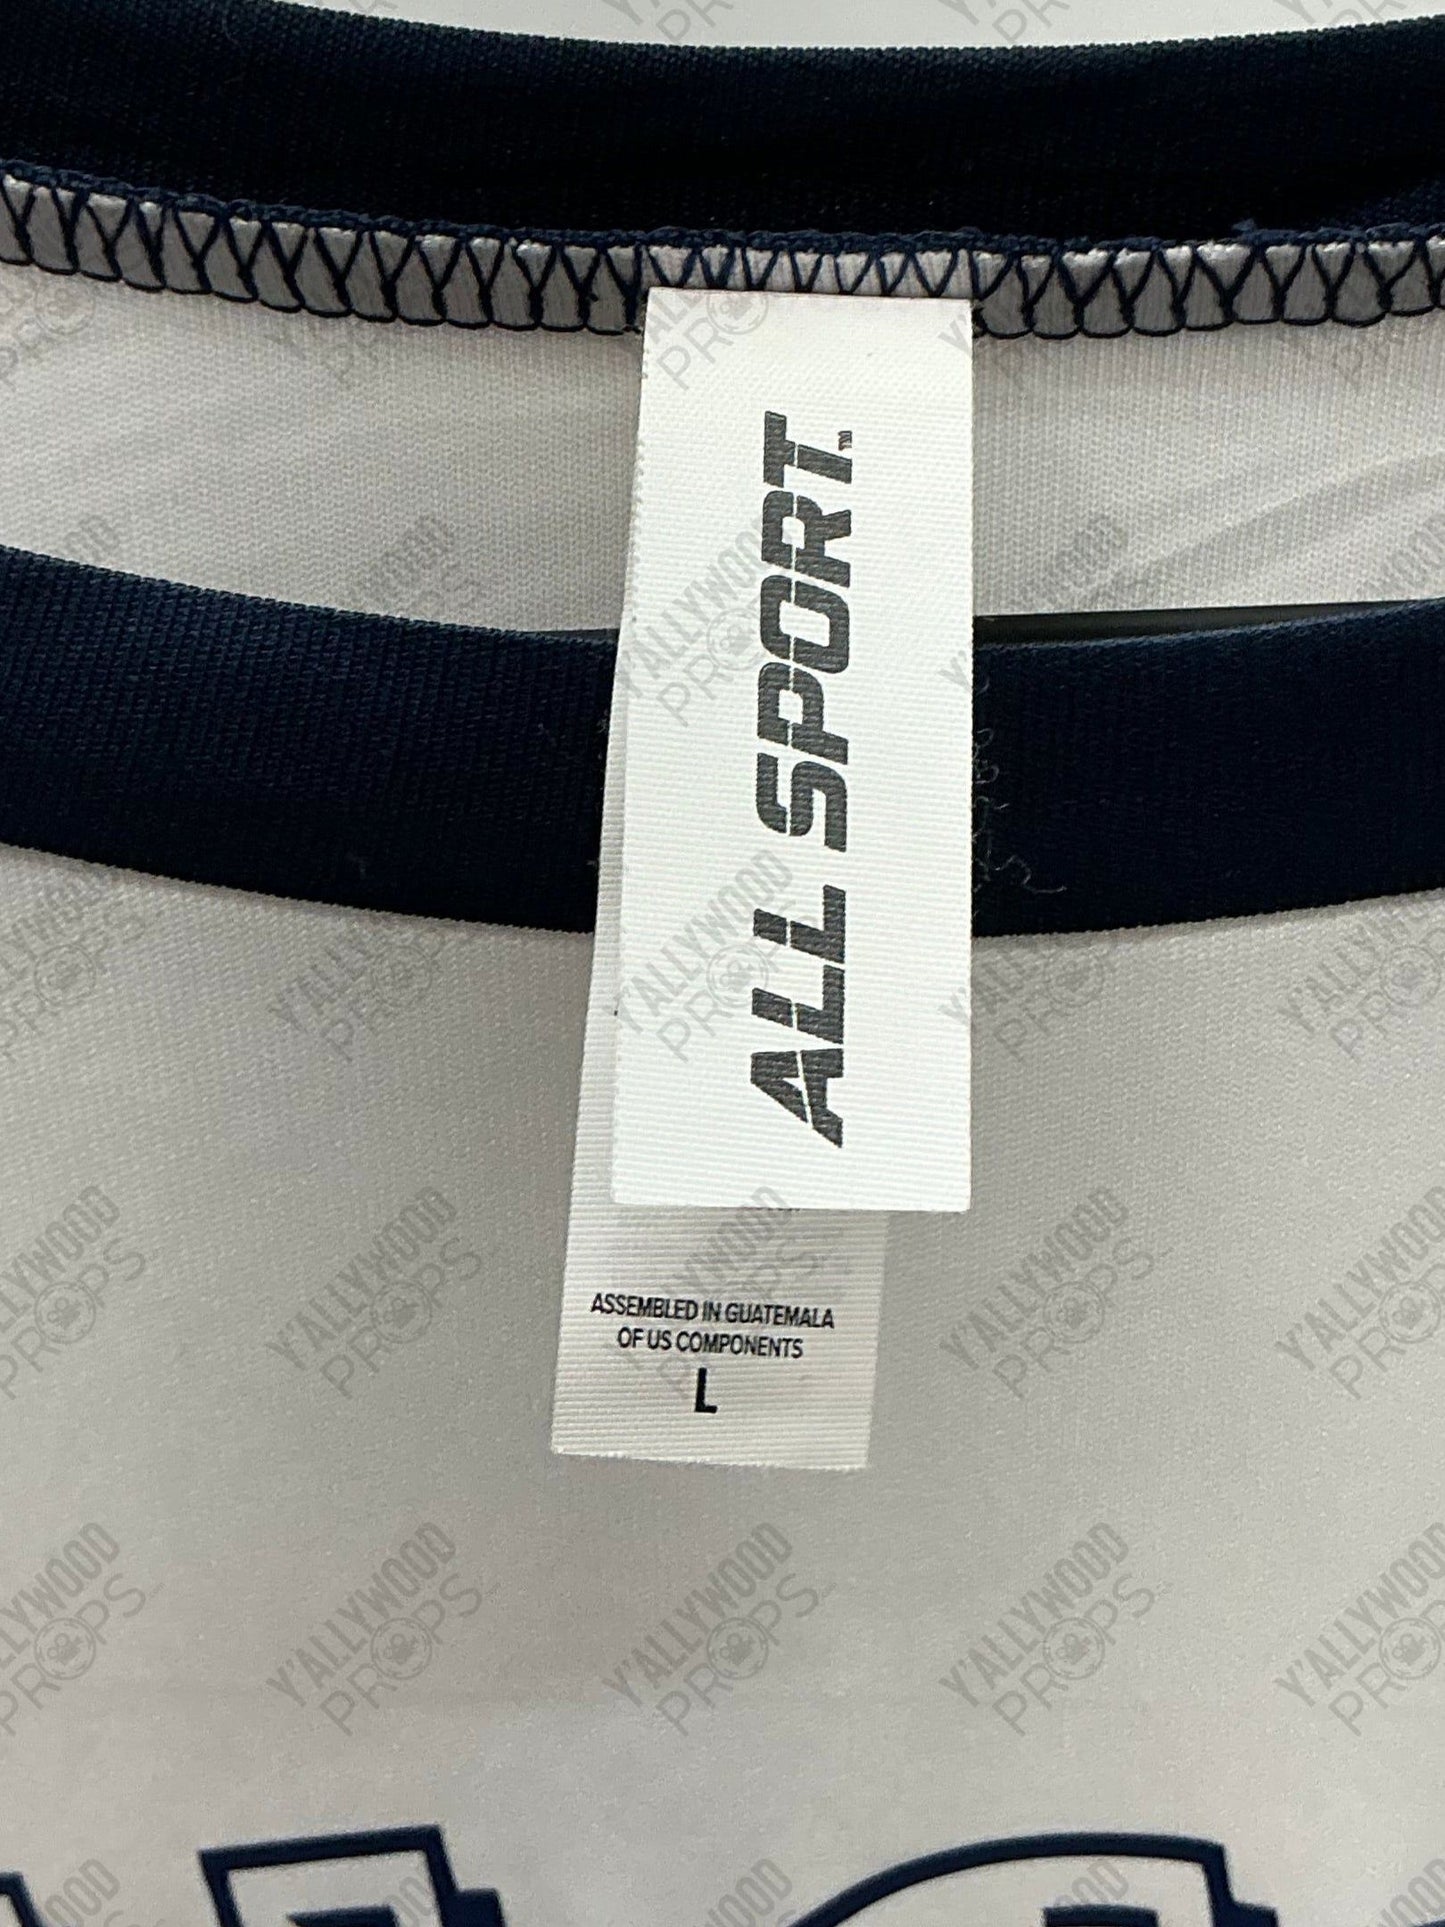 ALL SPORT™
ASSEMBLED IN GUATEMALA
OF US COMPONENTS
L
Y'ALLYWOOD
PROPS